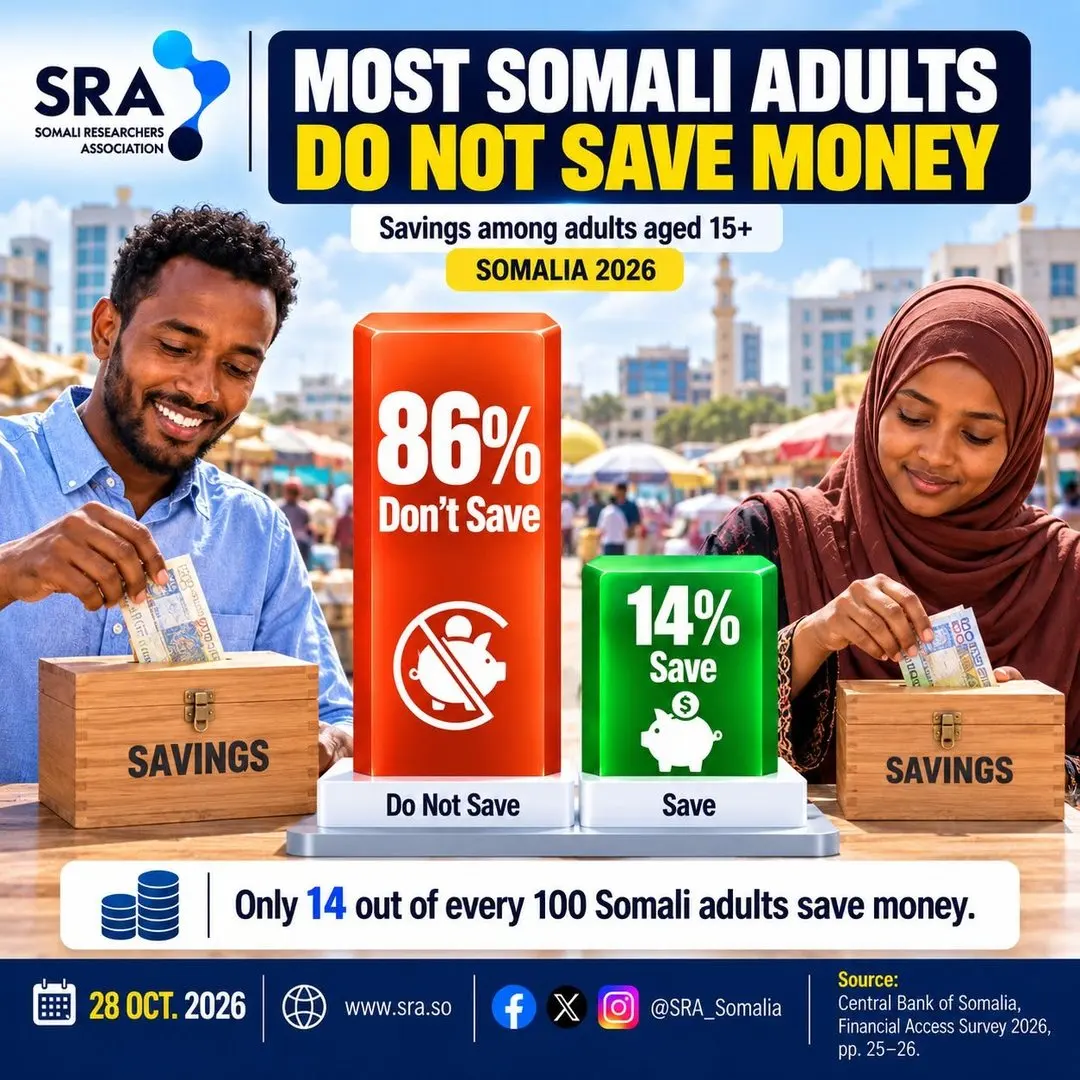 SRA
SOMALI RESEARCHERS
ASSOCIATION
MOST SOMALI ADULTS
DO NOT SAVE MONEY
Savings among adults aged 15+
SOMALIA 2026
86%
Don't Save
14%
Save
$
SAVINGS
SAVINGS
Do Not Save
Save
Only 14 out of every 100 Somali adults save money.
28 OCT. 2026
www.sra.so
@SRA_Somalia
Source:
Central Bank of Somalia,
Financial Access Survey 2026,
pp. 25–26.